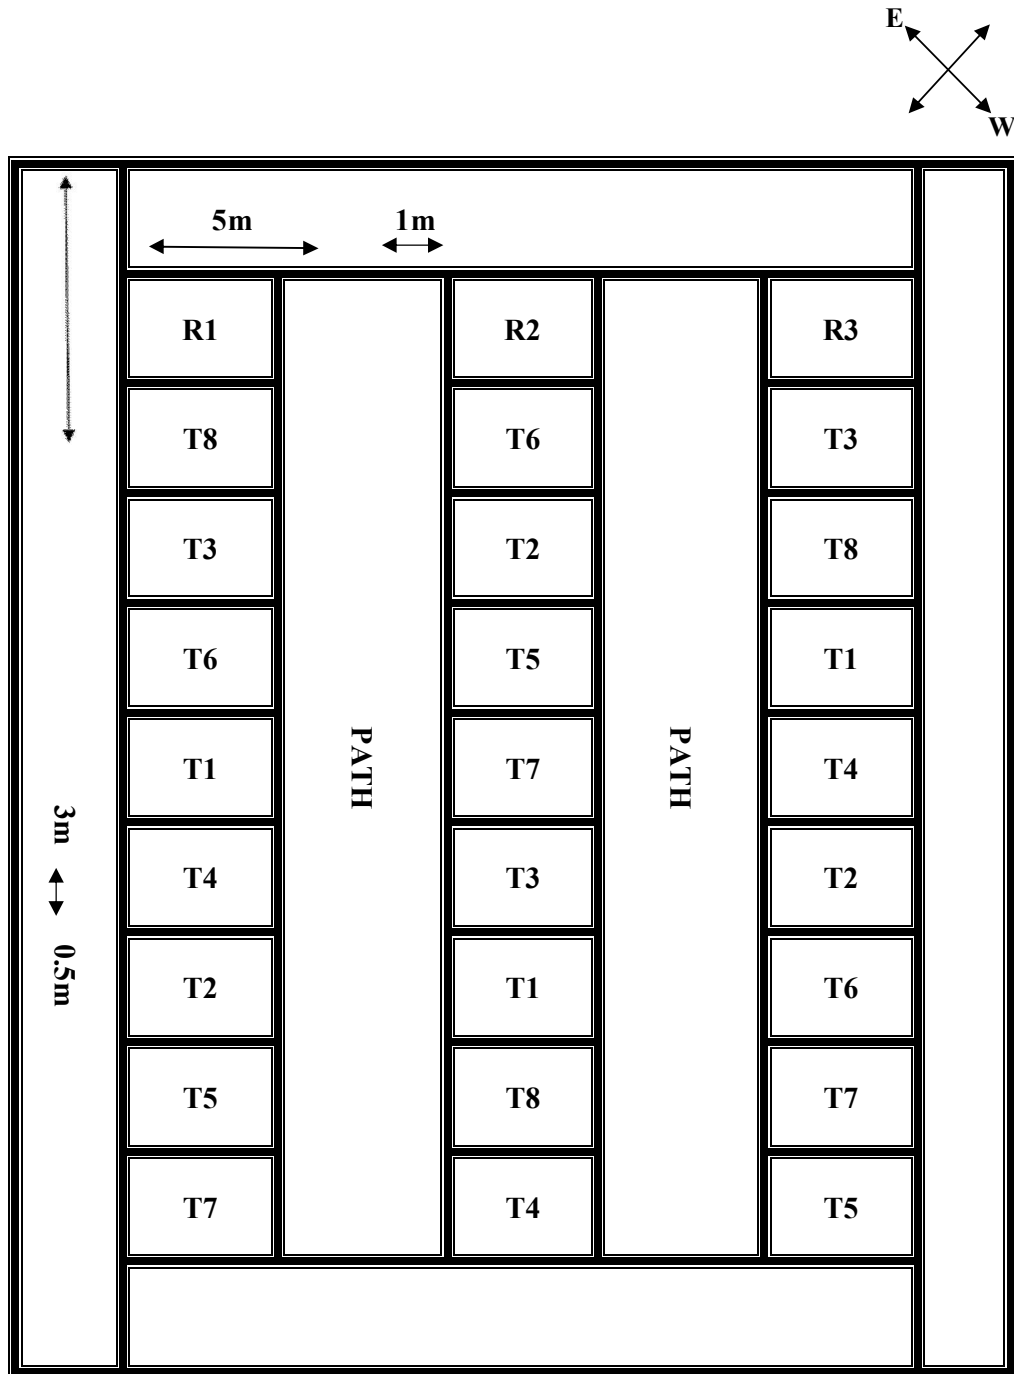 E
W
5m 1m
R1 R2 R3
T8 T6 T3
T3 T2 T8
T6 T5 T1
T1 PATH T7 PATH T4
3m
T4 T3 T2
0.5m
T2 T1 T6
T5 T8 T7
T7 T4 T5